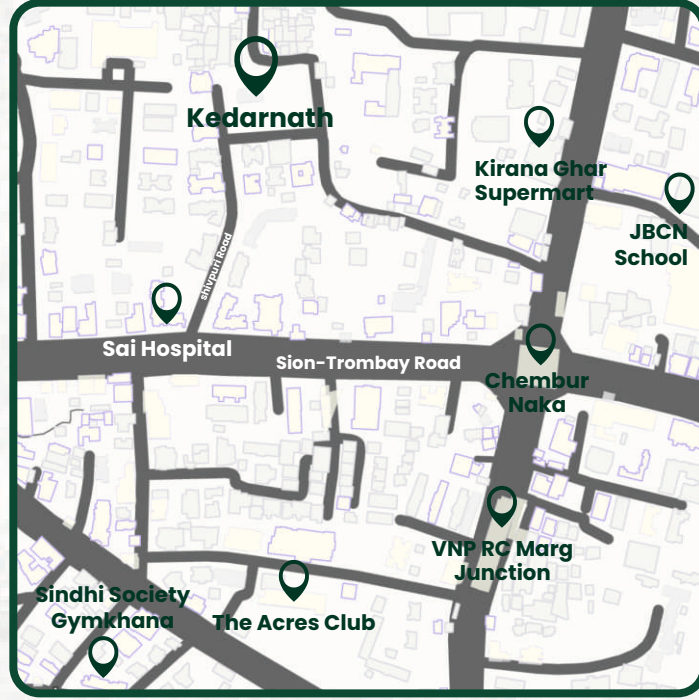 Kedarnath
Kirana Ghar
Supermart
JBCN
School
shivpuri Road
Sai Hospital
Sion-Trombay Road
Chembur
Naka
VNP RC Marg
Junction
Sindhi Society
Gymkhana
The Acres Club